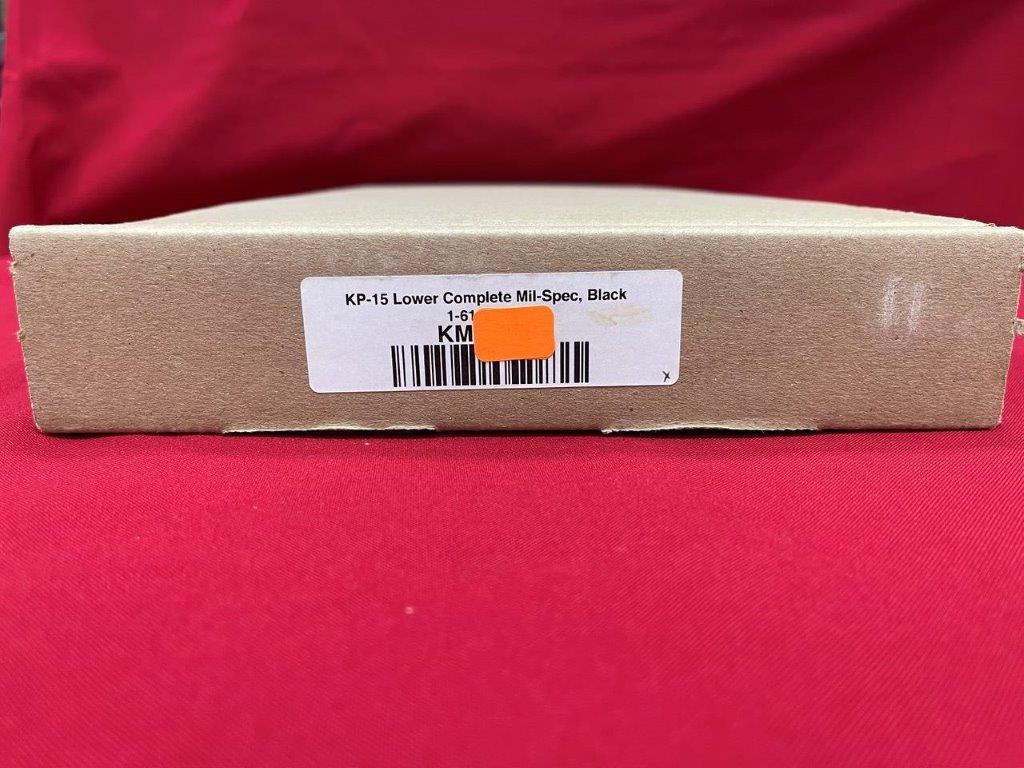 KP-15 Lower Complete Mil-Spec, Black
1-61
KM
x